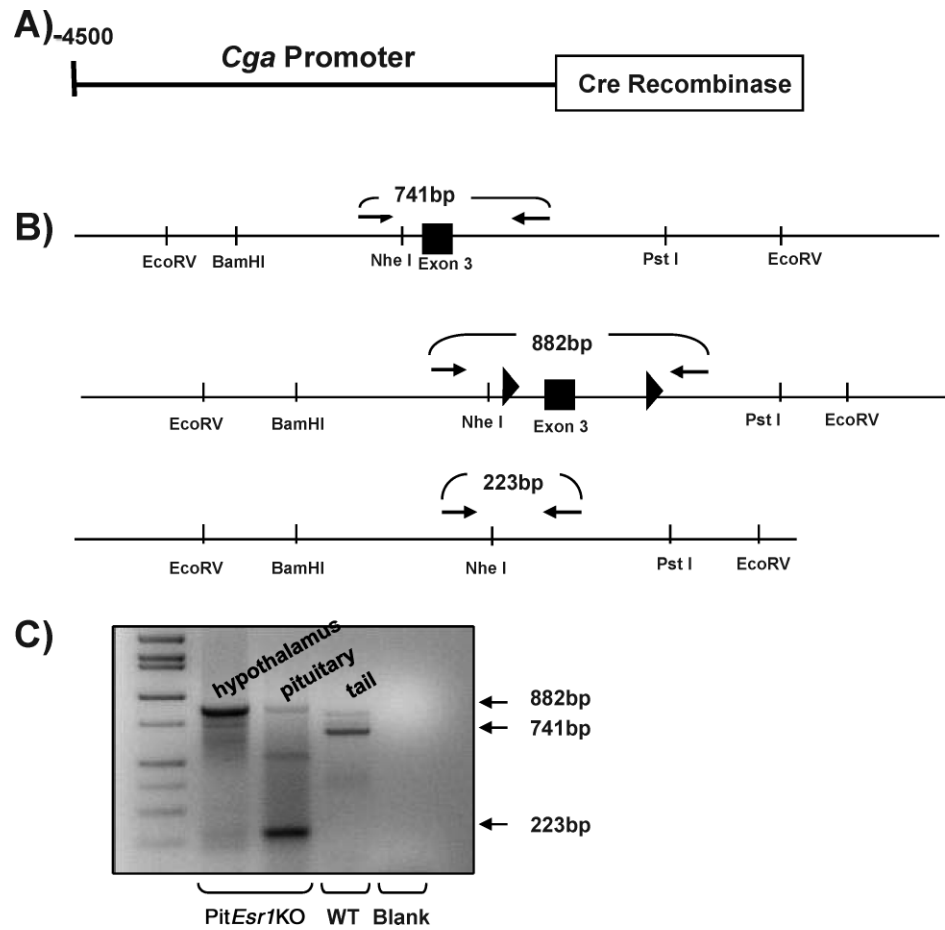 A)
-4500
Cga Promoter
Cre Recombinase
B)
741bp
EcoRV BamHI Nhe I Exon 3 Pst I EcoRV
882bp
EcoRV BamHI Nhe I Exon 3 Pst I EcoRV
223bp
EcoRV BamHI Nhe I Pst I EcoRV
C)
hypothalamus
pituitary
tail
882bp
741bp
223bp
PitEsr1KO WT Blank